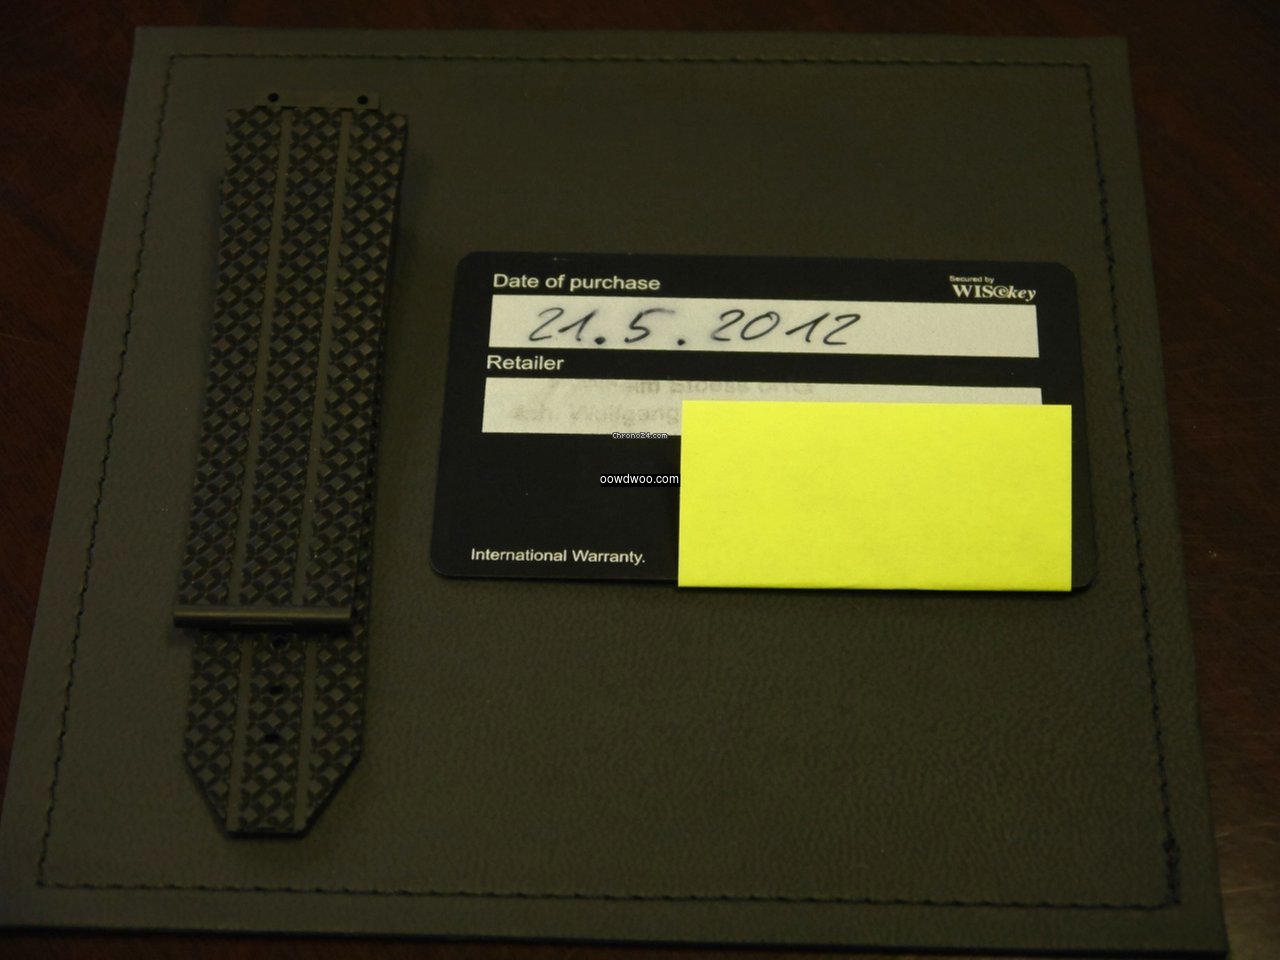 Date of purchase
Secured by
WISekey
21.5.2012
Retailer
Chrono24.com
oowdwoo.com
International Warranty.